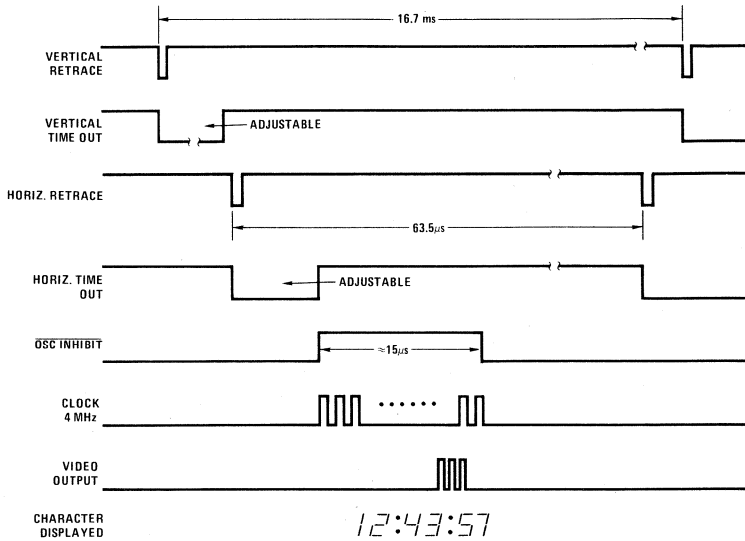 16.7 ms
VERTICAL
RETRACE
VERTICAL
TIME OUT
ADJUSTABLE
HORIZ. RETRACE
63.5µs
HORIZ. TIME
OUT
ADJUSTABLE
OSC INHIBIT
≈15µs
CLOCK
4 MHz
VIDEO
OUTPUT
CHARACTER
DISPLAYED
12:43:57